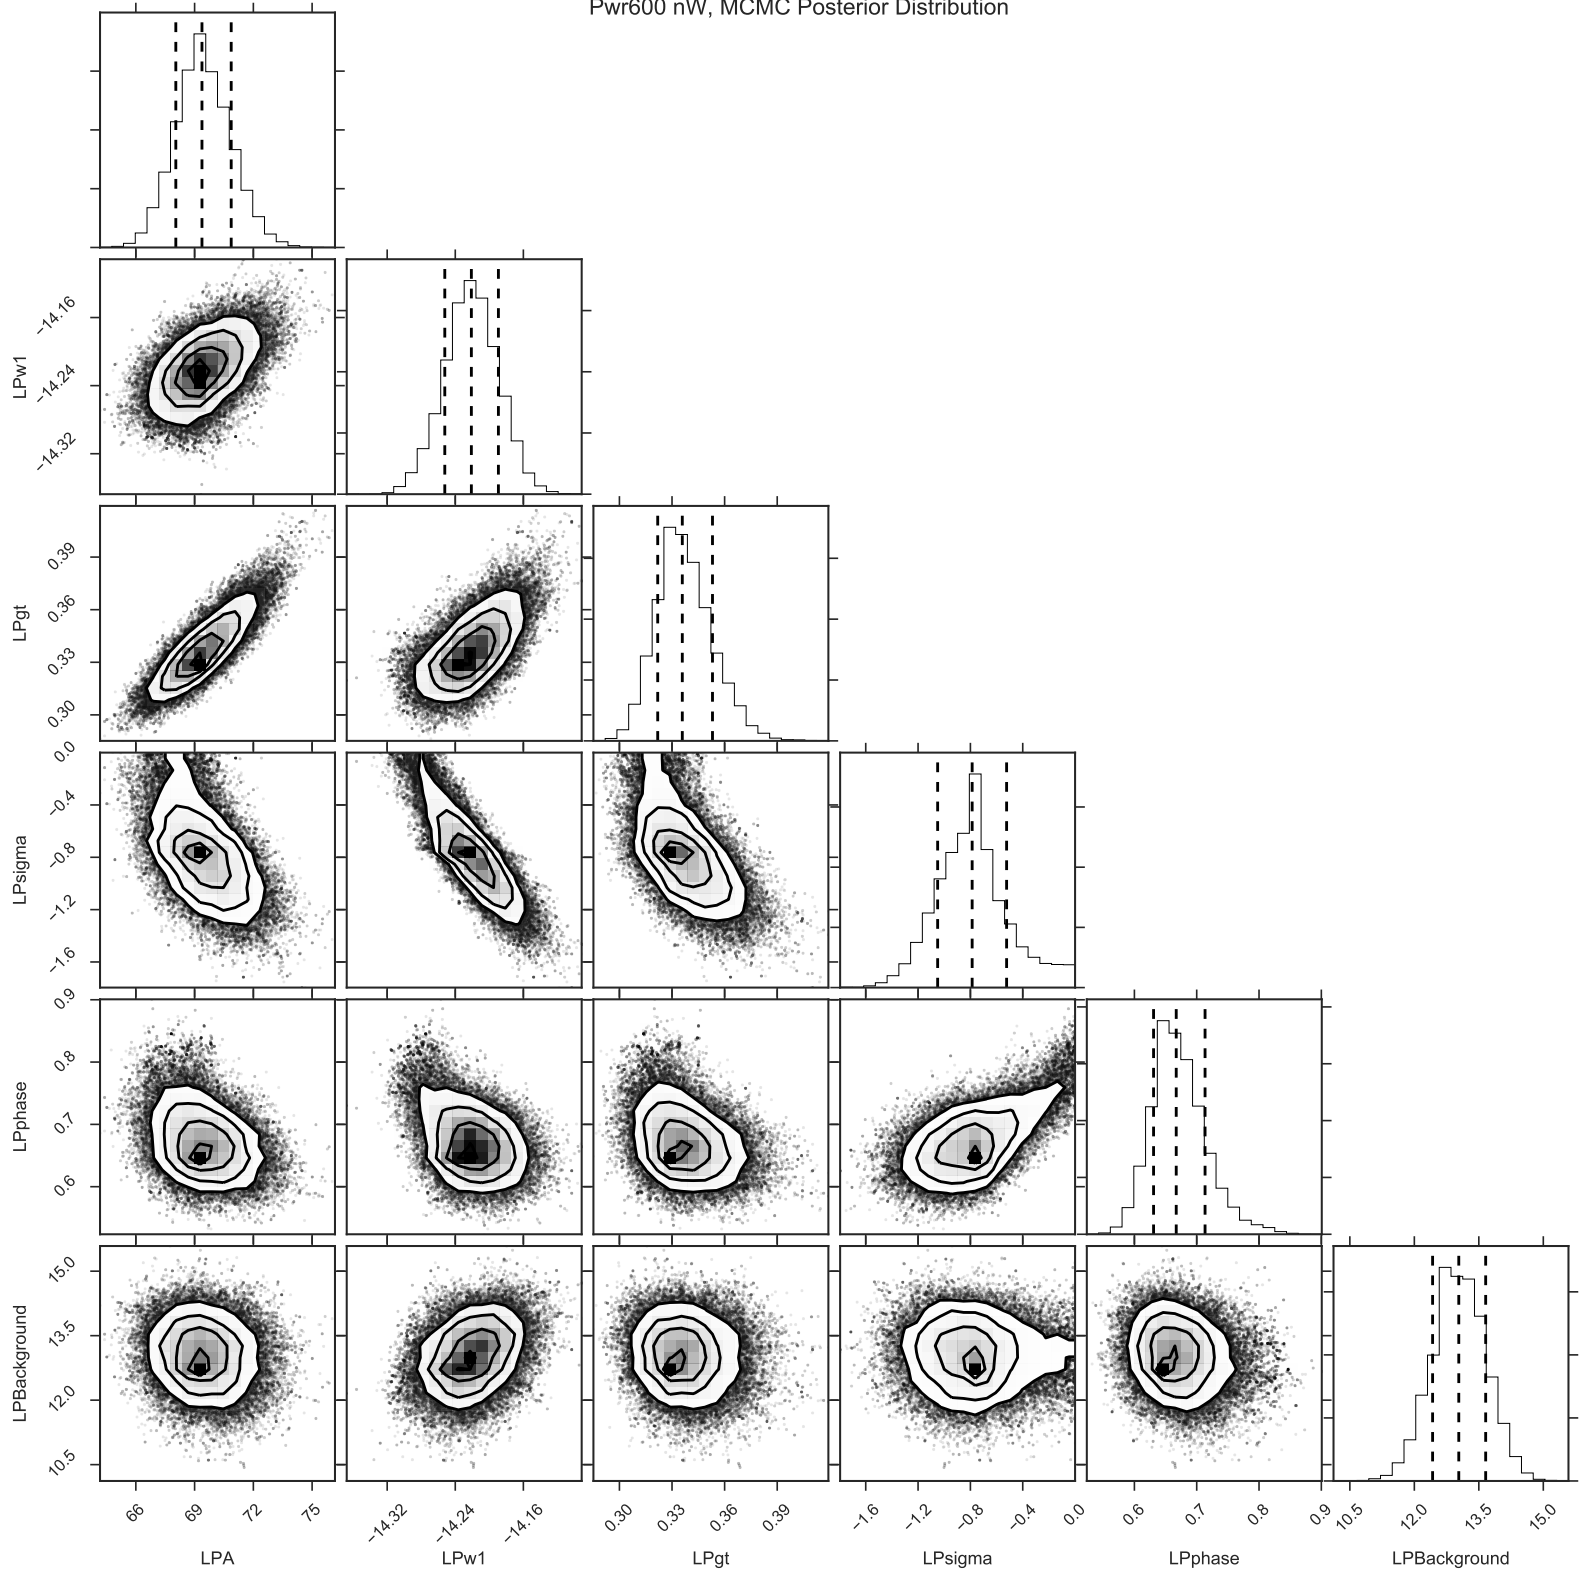 Pwr600 nW, MCMC Posterior Distribution
−14.16
−14.24
−14.32
LPw1
0.39
0.36
0.33
0.30
LPgt
0.0
−0.4
−0.8
−1.2
−1.6
LPsigma
0.9
0.8
0.7
0.6
LPphase
15.0
13.5
12.0
10.5
LPBackground
66 69 72 75
−14.32 −14.24 −14.16
0.30 0.33 0.36 0.39
−1.6 −1.2 −0.8 −0.4 0.0
0.6 0.7 0.8 0.9
10.5 12.0 13.5 15.0
LPA LPw1 LPgt LPsigma LPphase LPBackground